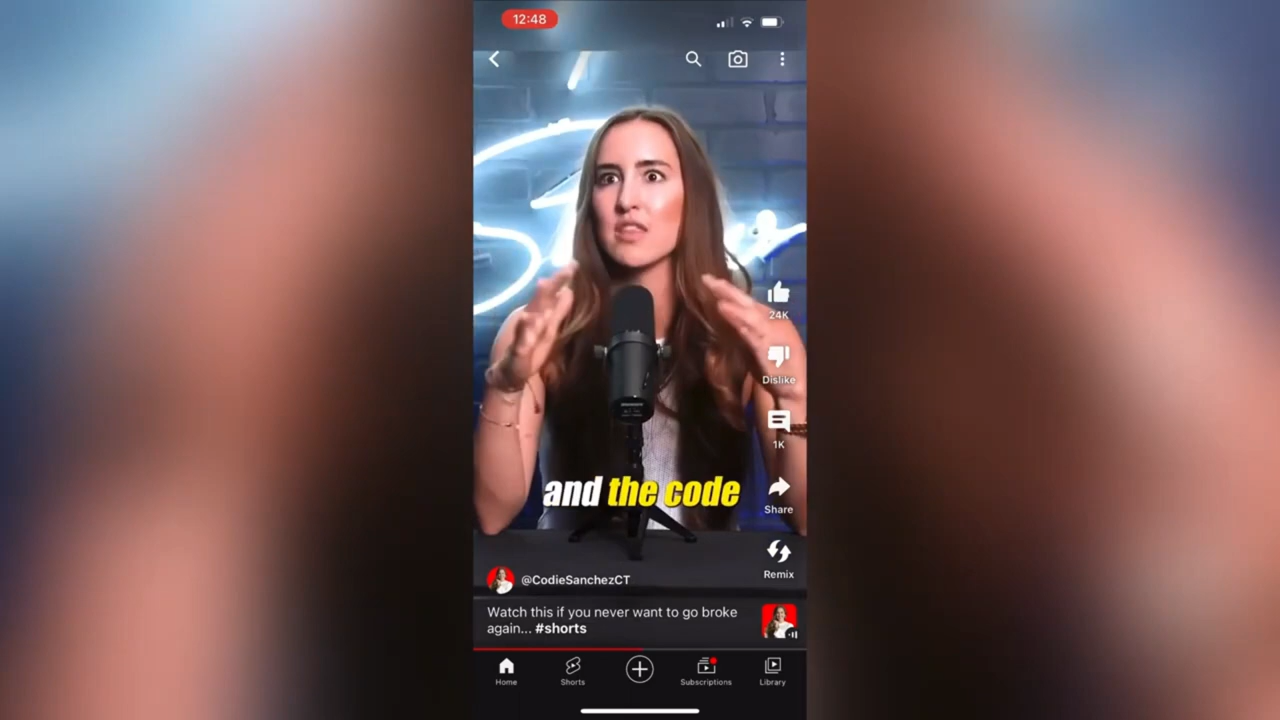 12:48
24K
Dislike
1K
and the code
Share
Remix
@CodieSanchezCT
Watch this if you never want to go broke
again... #shorts
Home
Shorts
Subscriptions
Library